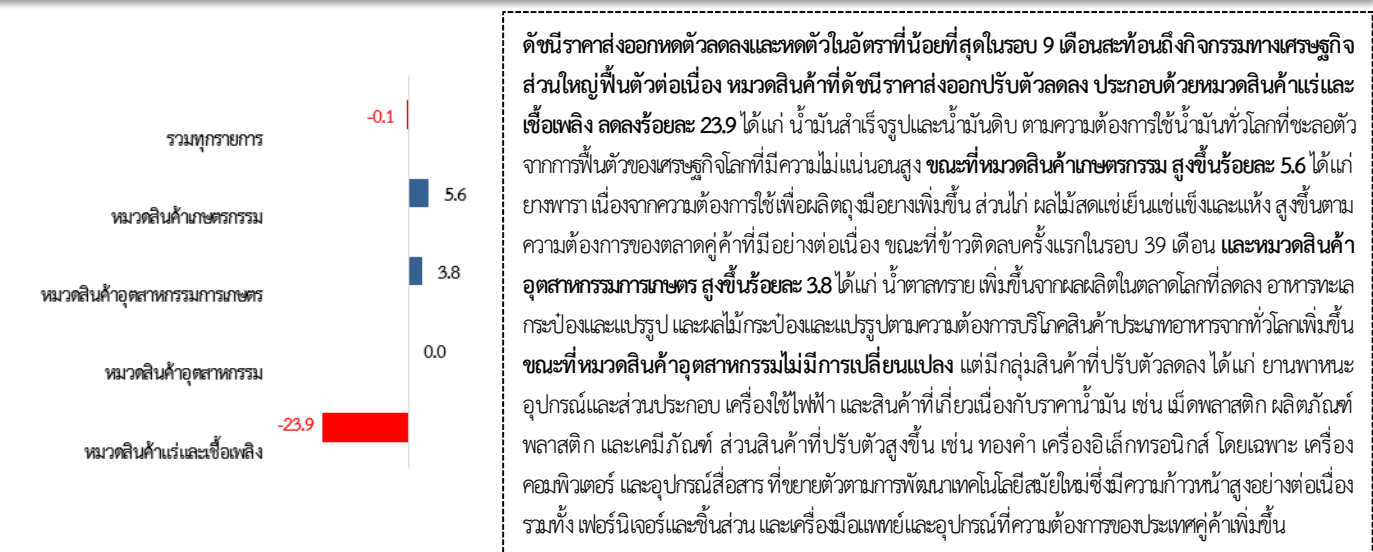 -0.1
รวมทุกรายการ
5.6
หมวดสินค้าเกษตรกรรม
3.8
หมวดสินค้าอุตสาหกรรมการเกษตร
0.0
หมวดสินค้าอุตสาหกรรม
-23.9
หมวดสินค้าแร่และเชื้อเพลิง
ดัชนีราคาส่งออกหดตัวลดลงและหดตัวในอัตราที่น้อยที่สุดในรอบ 9 เดือนสะท้อนถึงกิจกรรมทางเศรษฐกิจ
ส่วนใหญ่ฟื้นตัวต่อเนื่อง หมวดสินค้าที่ดัชนีราคาส่งออกปรับตัวลดลง ประกอบด้วยหมวดสินค้าแร่และ
เชื้อเพลิง ลดลงร้อยละ 23.9 ได้แก่ น้ำมันสำเร็จรูปและน้ำมันดิบ ตามความต้องการใช้น้ำมันทั่วโลกที่ชะลอตัว
จากการฟื้นตัวของเศรษฐกิจโลกที่มีความไม่แน่นอนสูง ขณะที่หมวดสินค้าเกษตรกรรม สูงขึ้นร้อยละ 5.6 ได้แก่
ยางพารา เนื่องจากความต้องการใช้เพื่อผลิตถุงมือยางเพิ่มขึ้น ส่วนไก่ ผลไม้สดแช่เย็นแช่แข็งและแห้ง สูงขึ้นตาม
ความต้องการของตลาดคู่ค้าที่มีอย่างต่อเนื่อง ขณะที่ข้าวติดลบครั้งแรกในรอบ 39 เดือน และหมวดสินค้า
อุตสาหกรรมการเกษตร สูงขึ้นร้อยละ 3.8 ได้แก่ น้ำตาลทราย เพิ่มขึ้นจากผลผลิตในตลาดโลกที่ลดลง อาหารทะเล
กระป๋องและแปรรูป และผลไม้กระป๋องและแปรรูปตามความต้องการบริโภคสินค้าประเภทอาหารจากทั่วโลกเพิ่มขึ้น
ขณะที่หมวดสินค้าอุตสาหกรรมไม่มีการเปลี่ยนแปลง แต่มีกลุ่มสินค้าที่ปรับตัวลดลง ได้แก่ ยานพาหนะ
อุปกรณ์และส่วนประกอบ เครื่องใช้ไฟฟ้า และสินค้าที่เกี่ยวเนื่องกับราคาน้ำมัน เช่น เม็ดพลาสติก ผลิตภัณฑ์
พลาสติก และเคมีภัณฑ์ ส่วนสินค้าที่ปรับตัวสูงขึ้น เช่น ทองคำ เครื่องอิเล็กทรอนิกส์ โดยเฉพาะ เครื่อง
คอมพิวเตอร์ และอุปกรณ์สื่อสาร ที่ขยายตัวตามการพัฒนาเทคโนโลยีสมัยใหม่ซึ่งมีความก้าวหน้าสูงอย่างต่อเนื่อง
รวมทั้ง เฟอร์นิเจอร์และชิ้นส่วน และเครื่องมือแพทย์และอุปกรณ์ที่ความต้องการของประเทศคู่ค้าเพิ่มขึ้น